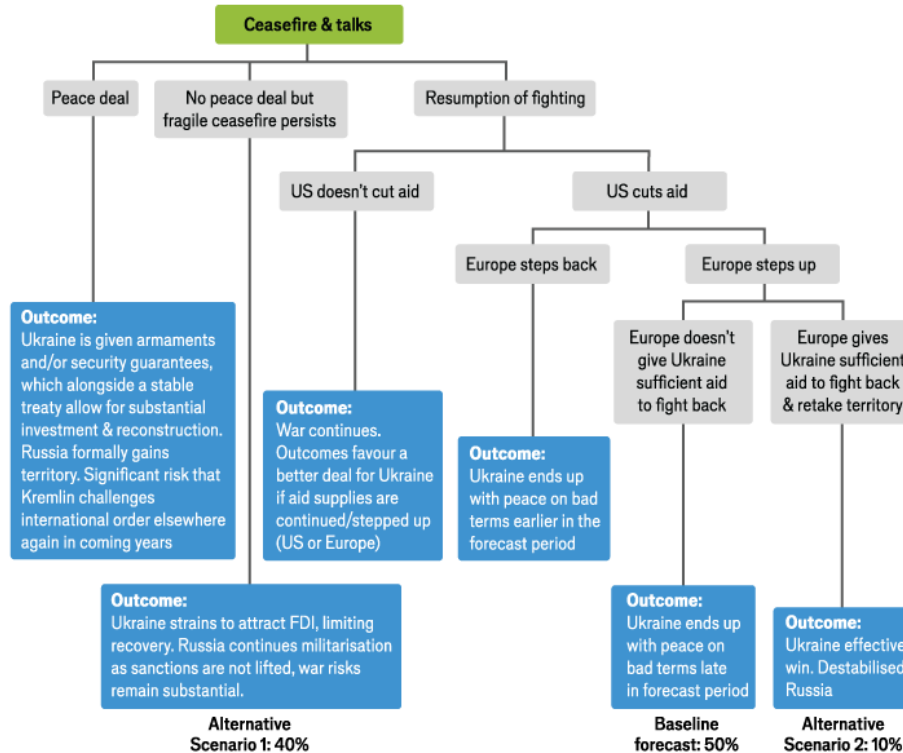 Ceasefire & talks
Peace deal
No peace deal but
fragile ceasefire persists
Resumption of fighting
US doesn't cut aid
US cuts aid
Europe steps back
Europe steps up
Outcome:
Ukraine is given armaments
and/or security guarantees,
which alongside a stable
treaty allow for substantial
investment & reconstruction.
Russia formally gains
territory. Significant risk that
Kremlin challenges
international order elsewhere
again in coming years
Europe doesn't
give Ukraine
sufficient aid
to fight back
Europe gives
Ukraine sufficient
aid to fight back
& retake territory
Outcome:
War continues.
Outcomes favour a
better deal for Ukraine
if aid supplies are
continued/stepped up
(US or Europe)
Outcome:
Ukraine ends up
with peace on bad
terms earlier in the
forecast period
Outcome:
Ukraine strains to attract FDI, limiting
recovery. Russia continues militarisation
as sanctions are not lifted, war risks
remain substantial.
Outcome:
Ukraine ends up
with peace on
bad terms late
in forecast period
Outcome:
Ukraine effective
win. Destabilised
Russia
Alternative
Scenario 1: 40%
Baseline
forecast: 50%
Alternative
Scenario 2: 10%